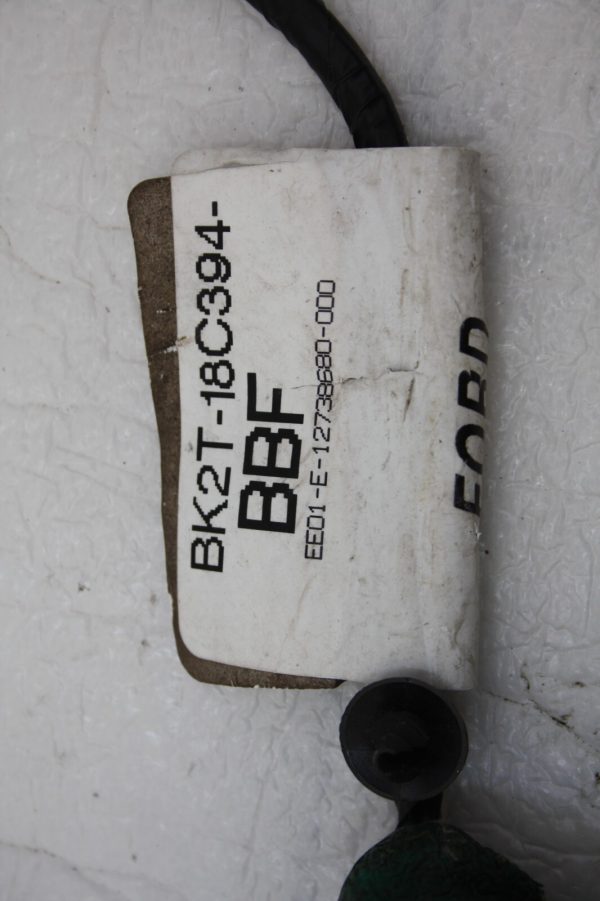 BK2T-18C394-
BBF
EE01-E-12738680-000
FORD